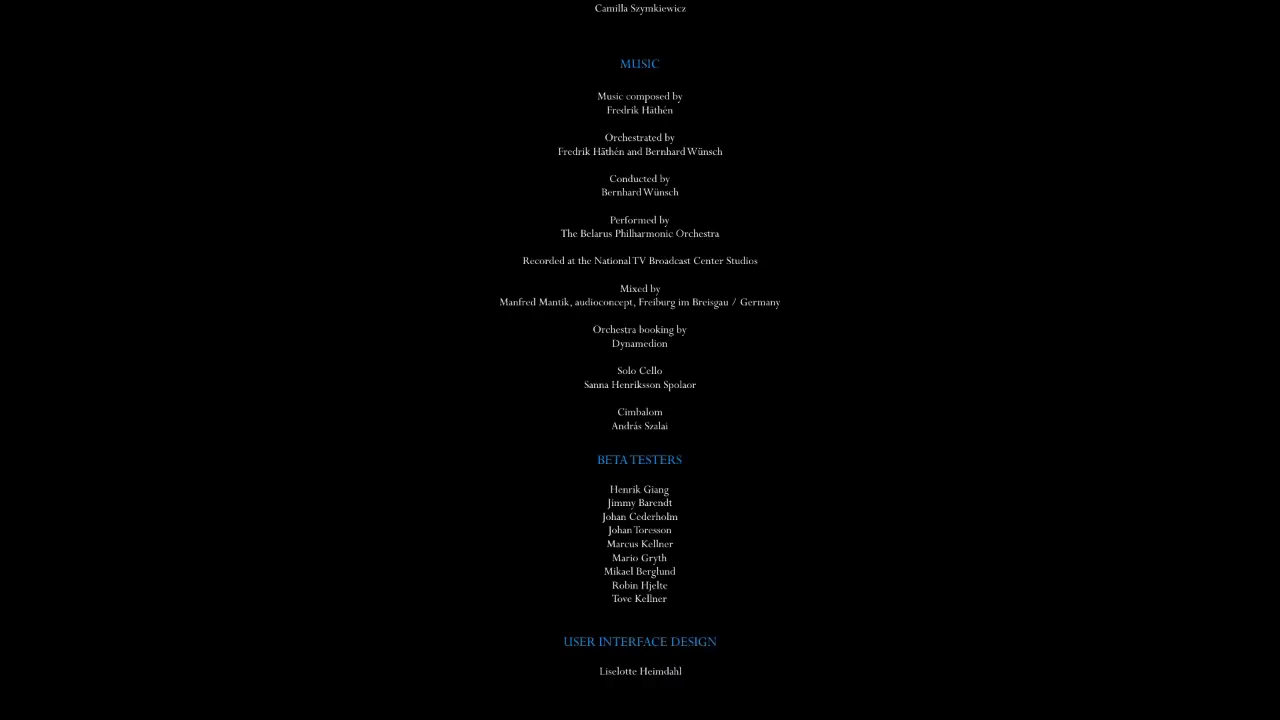 Camilla Szymkiewicz
MUSIC
Music composed by
Fredrik Häthén
Orchestrated by
Fredrik Häthén and Bernhard Wünsch
Conducted by
Bernhard Wünsch
Performed by
The Belarus Philharmonic Orchestra
Recorded at the National TV Broadcast Center Studios
Mixed by
Manfred Mantik, audioconcept, Freiburg im Breisgau / Germany
Orchestra booking by
Dynamedion
Solo Cello
Sanna Henriksson Spolaor
Cimbalom
András Szalai
BETA TESTERS
Henrik Giang
Jimmy Barendt
Johan Cederholm
Johan Toresson
Marcus Kellner
Mario Gryth
Mikael Berglund
Robin Hjelte
Tove Kellner
USER INTERFACE DESIGN
Liselotte Heimdahl